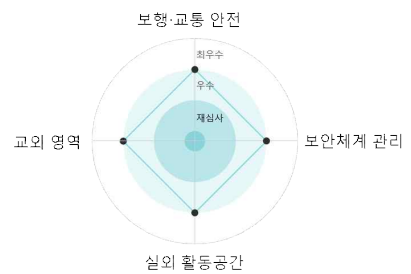 보행·교통 안전
최우수
우수
재심사
교외 영역
보안체계 관리
실외 활동공간